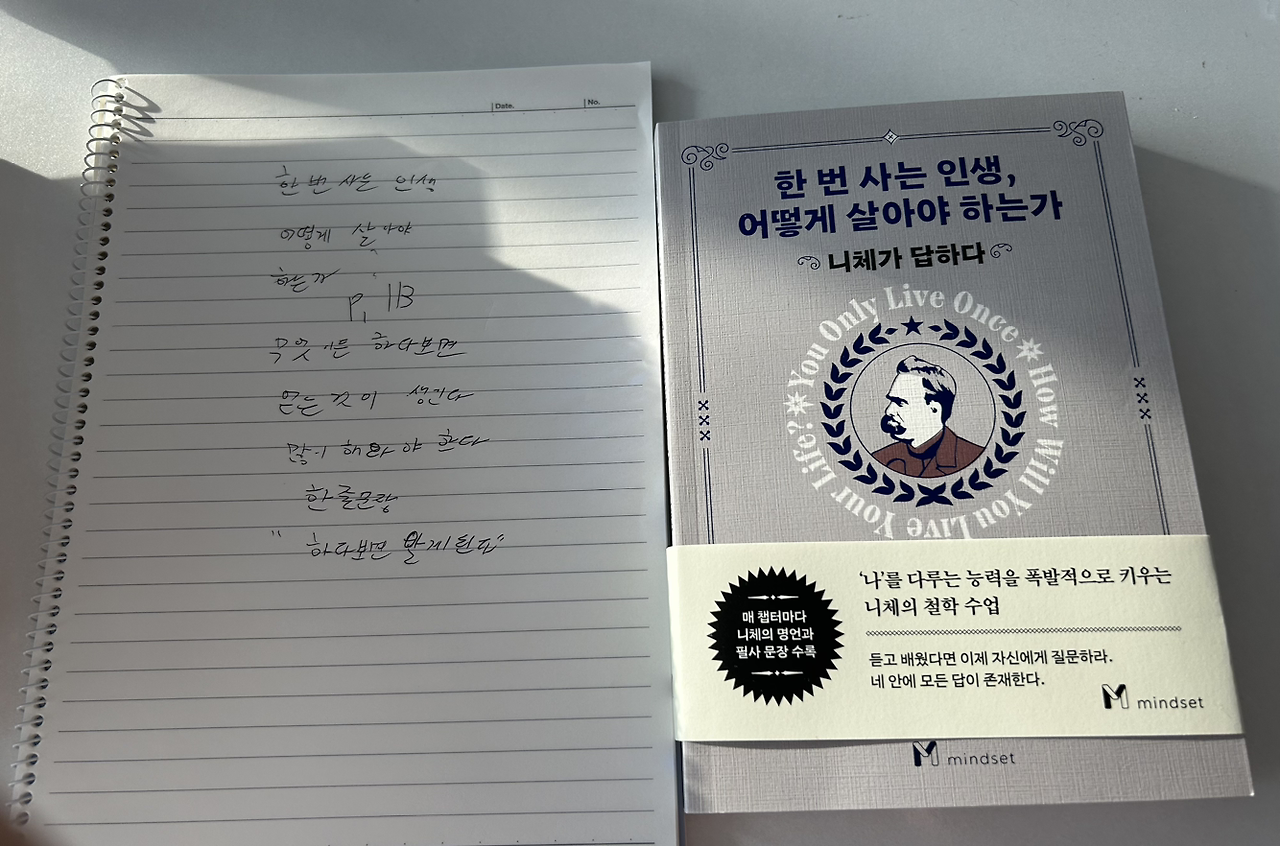 Date.
No.
한 번 사는 인생
어떻게 살아야
하는가
P, 113
무엇이든 하다보면
얻는것이 생긴다
많이 해봐야 한다
한줄문장
"하다보면 알게된다"
한 번 사는 인생,
어떻게 살아야 하는가
니체가 답하다
You Only Live Once
How Will You Live Your Life?
매 챕터마다
니체의 명언과
필사 문장 수록
'나'를 다루는 능력을 폭발적으로 키우는
니체의 철학 수업
듣고 배웠다면 이제 자신에게 질문하라.
네 안에 모든 답이 존재한다.
mindset
mindset